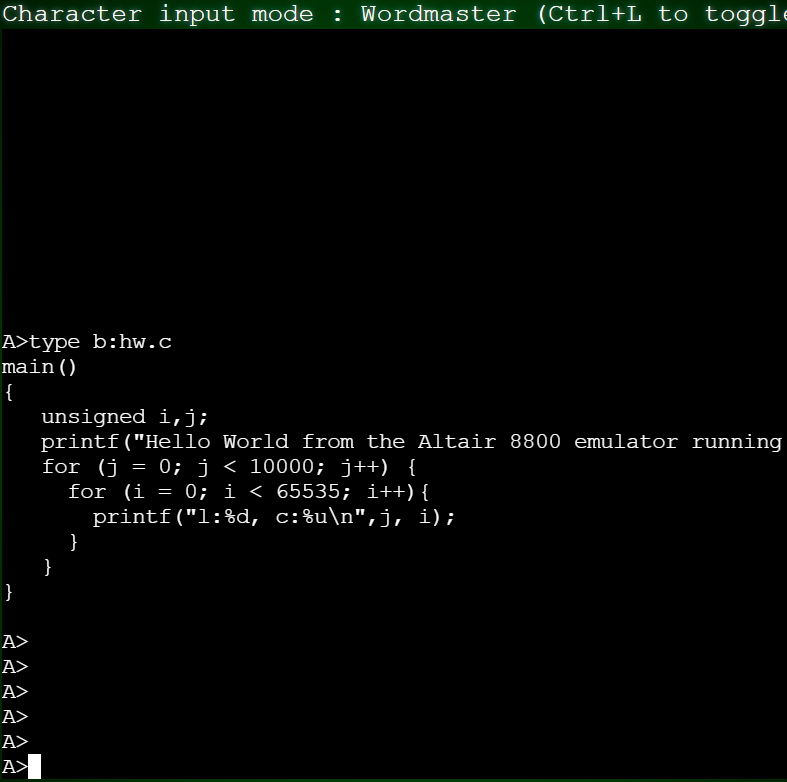 Character input mode : Wordmaster (Ctrl+L to toggle
A>type b:hw.c
main()
{
   unsigned i,j;
   printf("Hello World from the Altair 8800 emulator running
   for (j = 0; j < 10000; j++) {
     for (i = 0; i < 65535; i++){
       printf("l:%d, c:%u\n",j, i);
     }
   }
}
A>
A>
A>
A>
A>
A>